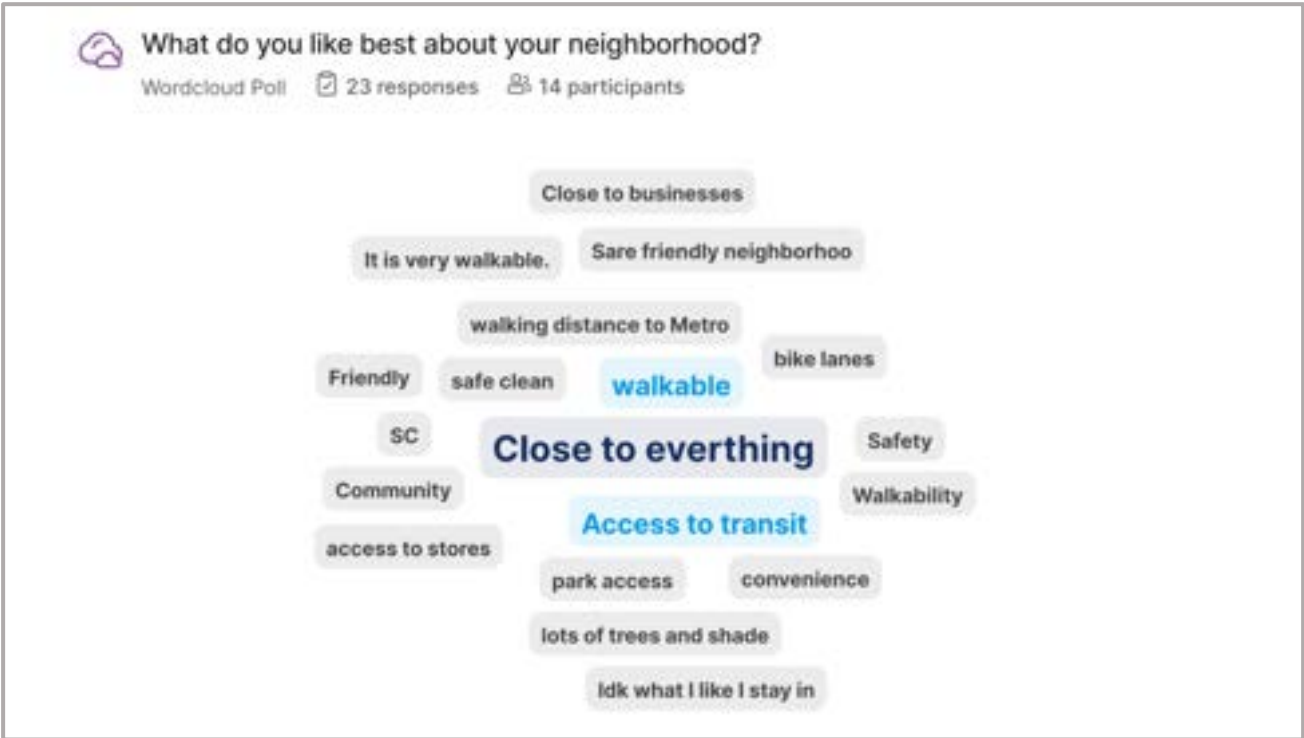 What do you like best about your neighborhood?
Wordcloud Poll 23 responses 14 participants
Close to businesses
It is very walkable. Sare friendly neighborhoo
walking distance to Metro
bike lanes
Friendly safe clean walkable
SC Close to everthing Safety
Community Walkability
Access to transit
access to stores
park access convenience
lots of trees and shade
Idk what I like I stay in